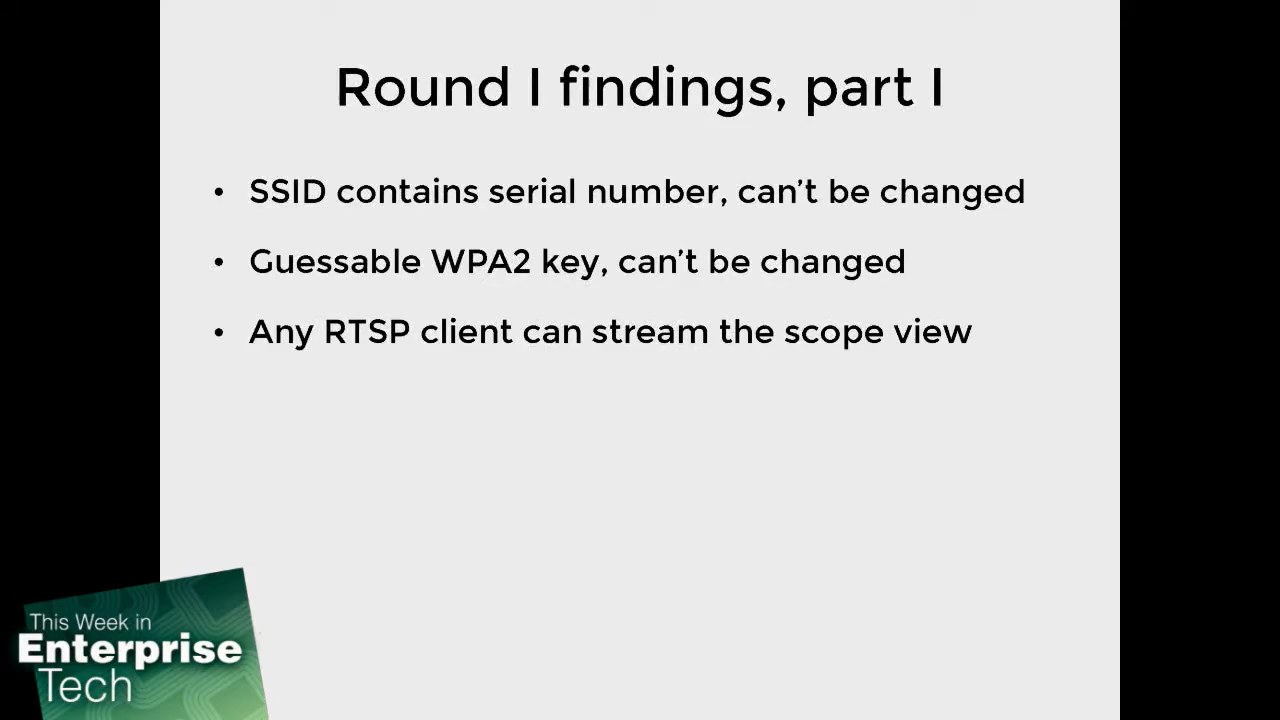 Round I findings, part I
• SSID contains serial number, can’t be changed
• Guessable WPA2 key, can’t be changed
• Any RTSP client can stream the scope view
This Week in
Enterprise
Tech